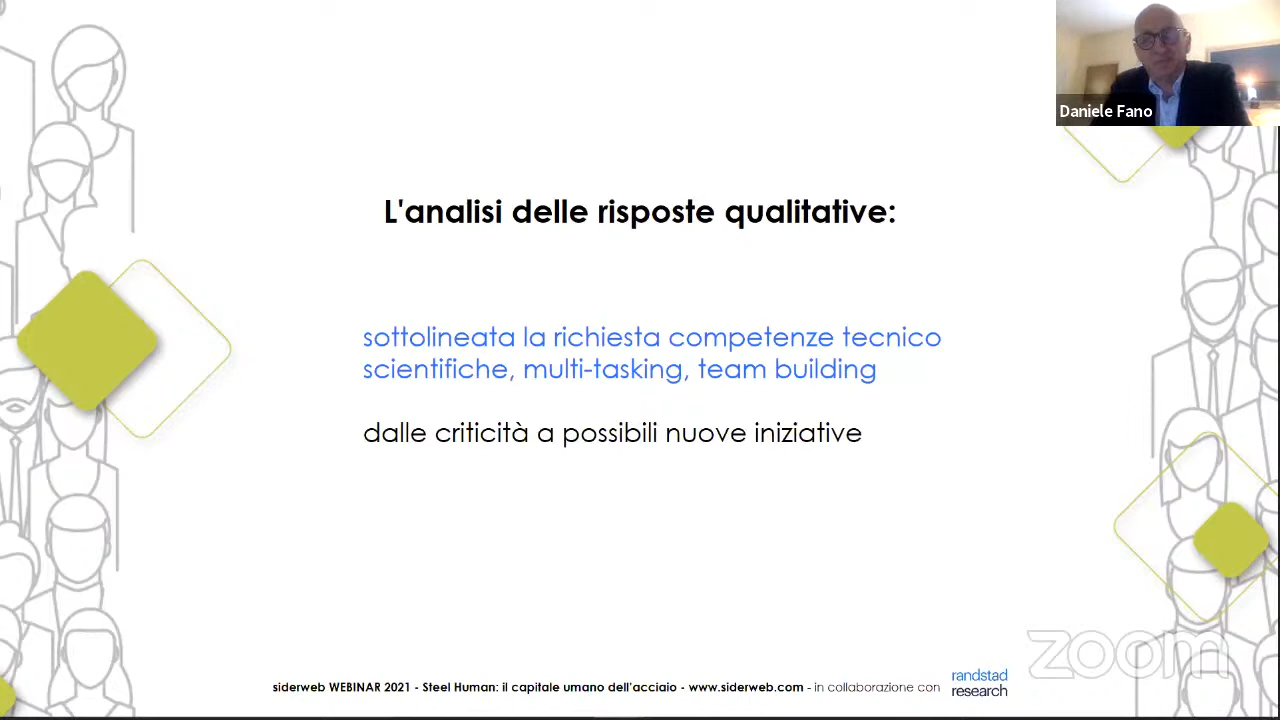 Daniele Fano
L'analisi delle risposte qualitative:
sottolineata la richiesta competenze tecnico
scientifiche, multi-tasking, team building
dalle criticità a possibili nuove iniziative
zoom
siderweb WEBINAR 2021 - Steel Human: il capitale umano dell'acciaio - www.siderweb.com - in collaborazione con
randstad
research